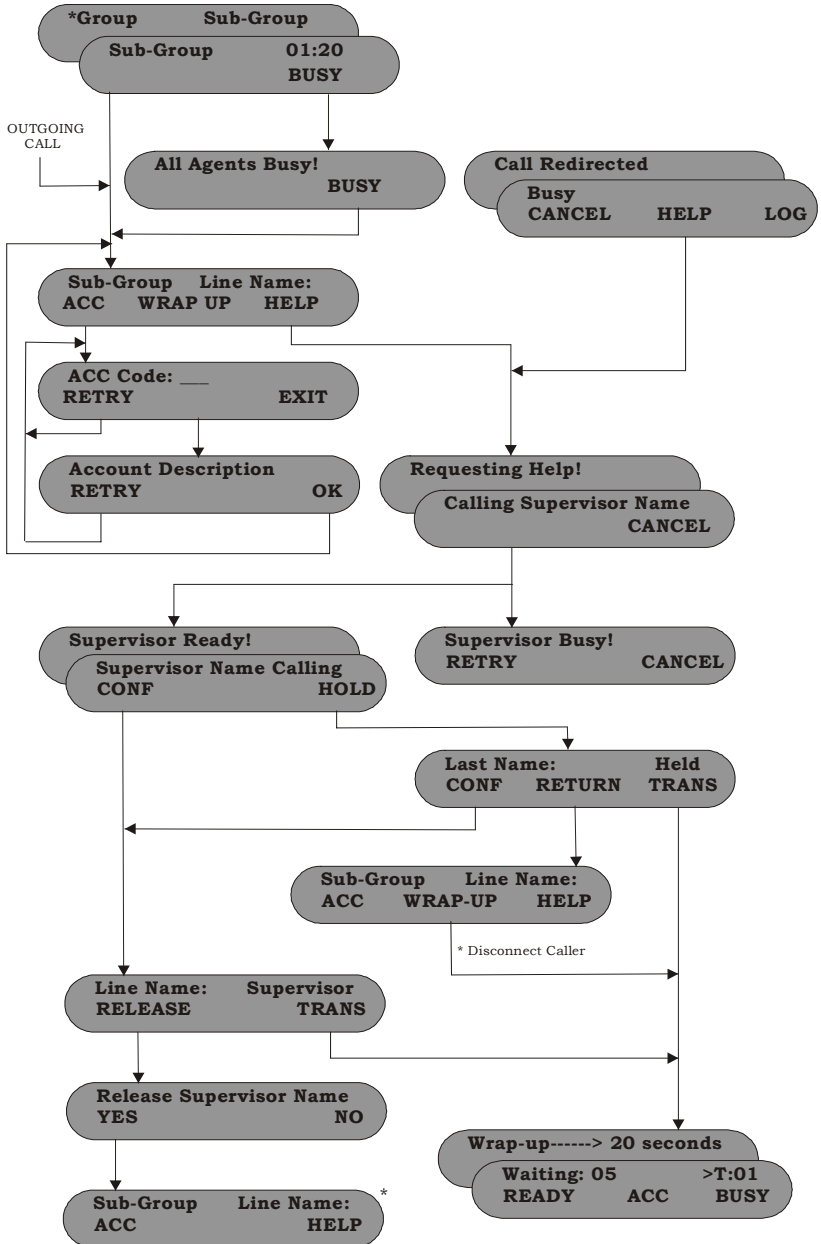 *Group Sub-Group
Sub-Group 01:20
BUSY
OUTGOING
CALL
All Agents Busy!
BUSY
Call Redirected
Busy
CANCEL HELP LOG
Sub-Group Line Name:
ACC WRAP UP HELP
ACC Code: ___
RETRY EXIT
Account Description
RETRY OK
Requesting Help!
Calling Supervisor Name
CANCEL
Supervisor Ready!
Supervisor Name Calling
CONF HOLD
Supervisor Busy!
RETRY CANCEL
Last Name: Held
CONF RETURN TRANS
Sub-Group Line Name:
ACC WRAP-UP HELP
* Disconnect Caller
Line Name: Supervisor
RELEASE TRANS
Release Supervisor Name
YES NO
Wrap-up------> 20 seconds
Waiting: 05 >T:01
READY ACC BUSY
Sub-Group Line Name: *
ACC HELP